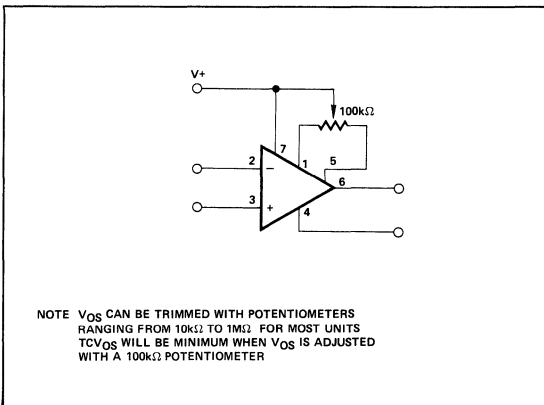 V+
100kΩ
7
2
−
1
5
6
3
+
4
NOTE VOS CAN BE TRIMMED WITH POTENTIOMETERS
RANGING FROM 10kΩ TO 1MΩ FOR MOST UNITS
TCVOS WILL BE MINIMUM WHEN VOS IS ADJUSTED
WITH A 100kΩ POTENTIOMETER